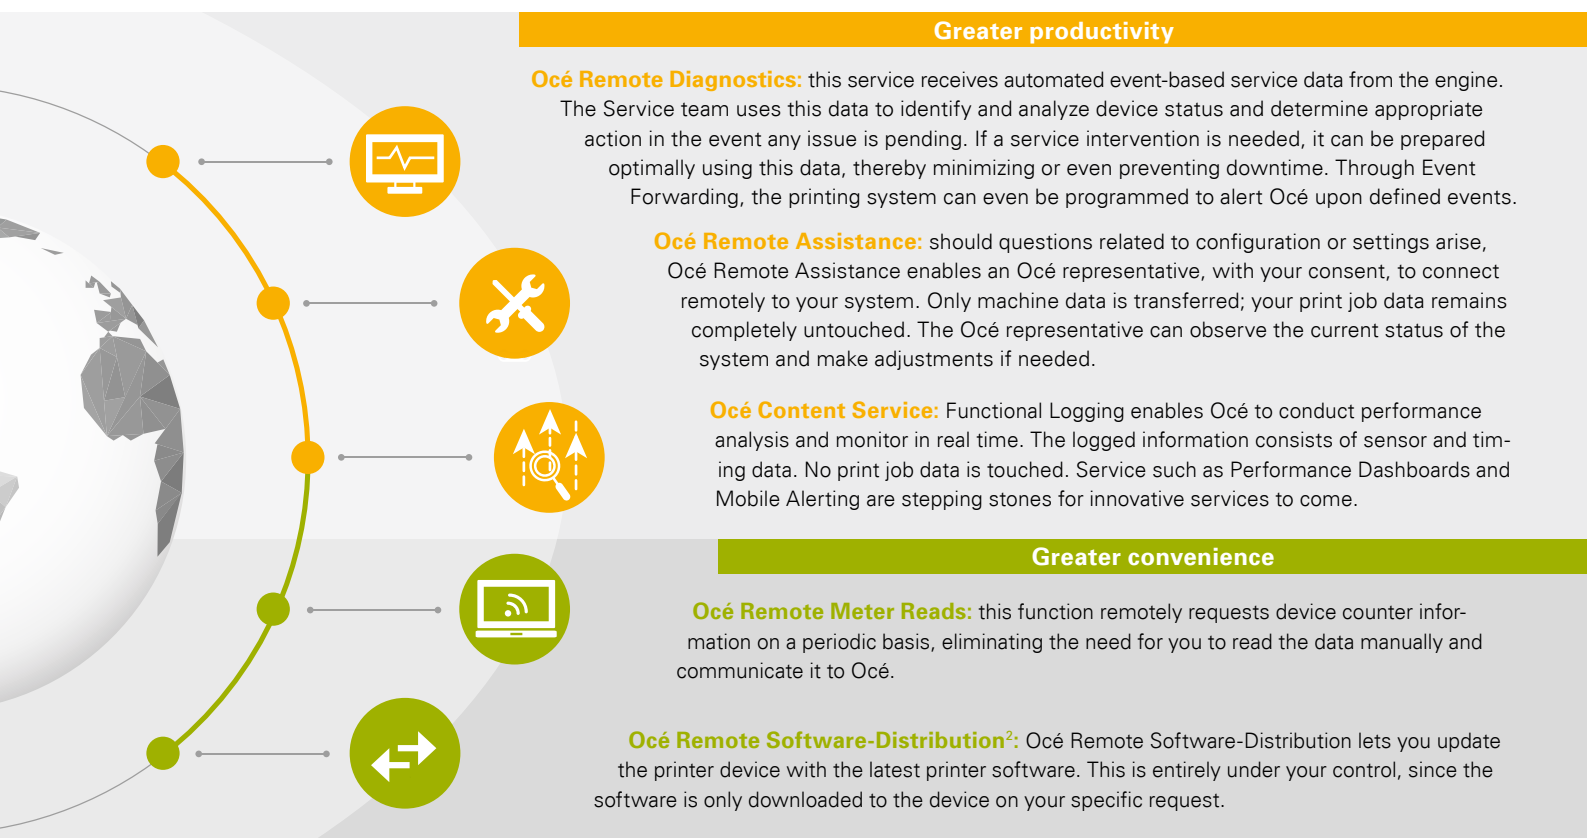 Greater productivity
Océ Remote Diagnostics: this service receives automated event-based service data from the engine.
The Service team uses this data to identify and analyze device status and determine appropriate
action in the event any issue is pending. If a service intervention is needed, it can be prepared
optimally using this data, thereby minimizing or even preventing downtime. Through Event
Forwarding, the printing system can even be programmed to alert Océ upon defined events.
Océ Remote Assistance: should questions related to configuration or settings arise,
Océ Remote Assistance enables an Océ representative, with your consent, to connect
remotely to your system. Only machine data is transferred; your print job data remains
completely untouched. The Océ representative can observe the current status of the
system and make adjustments if needed.
Océ Content Service: Functional Logging enables Océ to conduct performance
analysis and monitor in real time. The logged information consists of sensor and tim-
ing data. No print job data is touched. Service such as Performance Dashboards and
Mobile Alerting are stepping stones for innovative services to come.
Greater convenience
Océ Remote Meter Reads: this function remotely requests device counter infor-
mation on a periodic basis, eliminating the need for you to read the data manually and
communicate it to Océ.
Océ Remote Software-Distribution²: Océ Remote Software-Distribution lets you update
the printer device with the latest printer software. This is entirely under your control, since the
software is only downloaded to the device on your specific request.